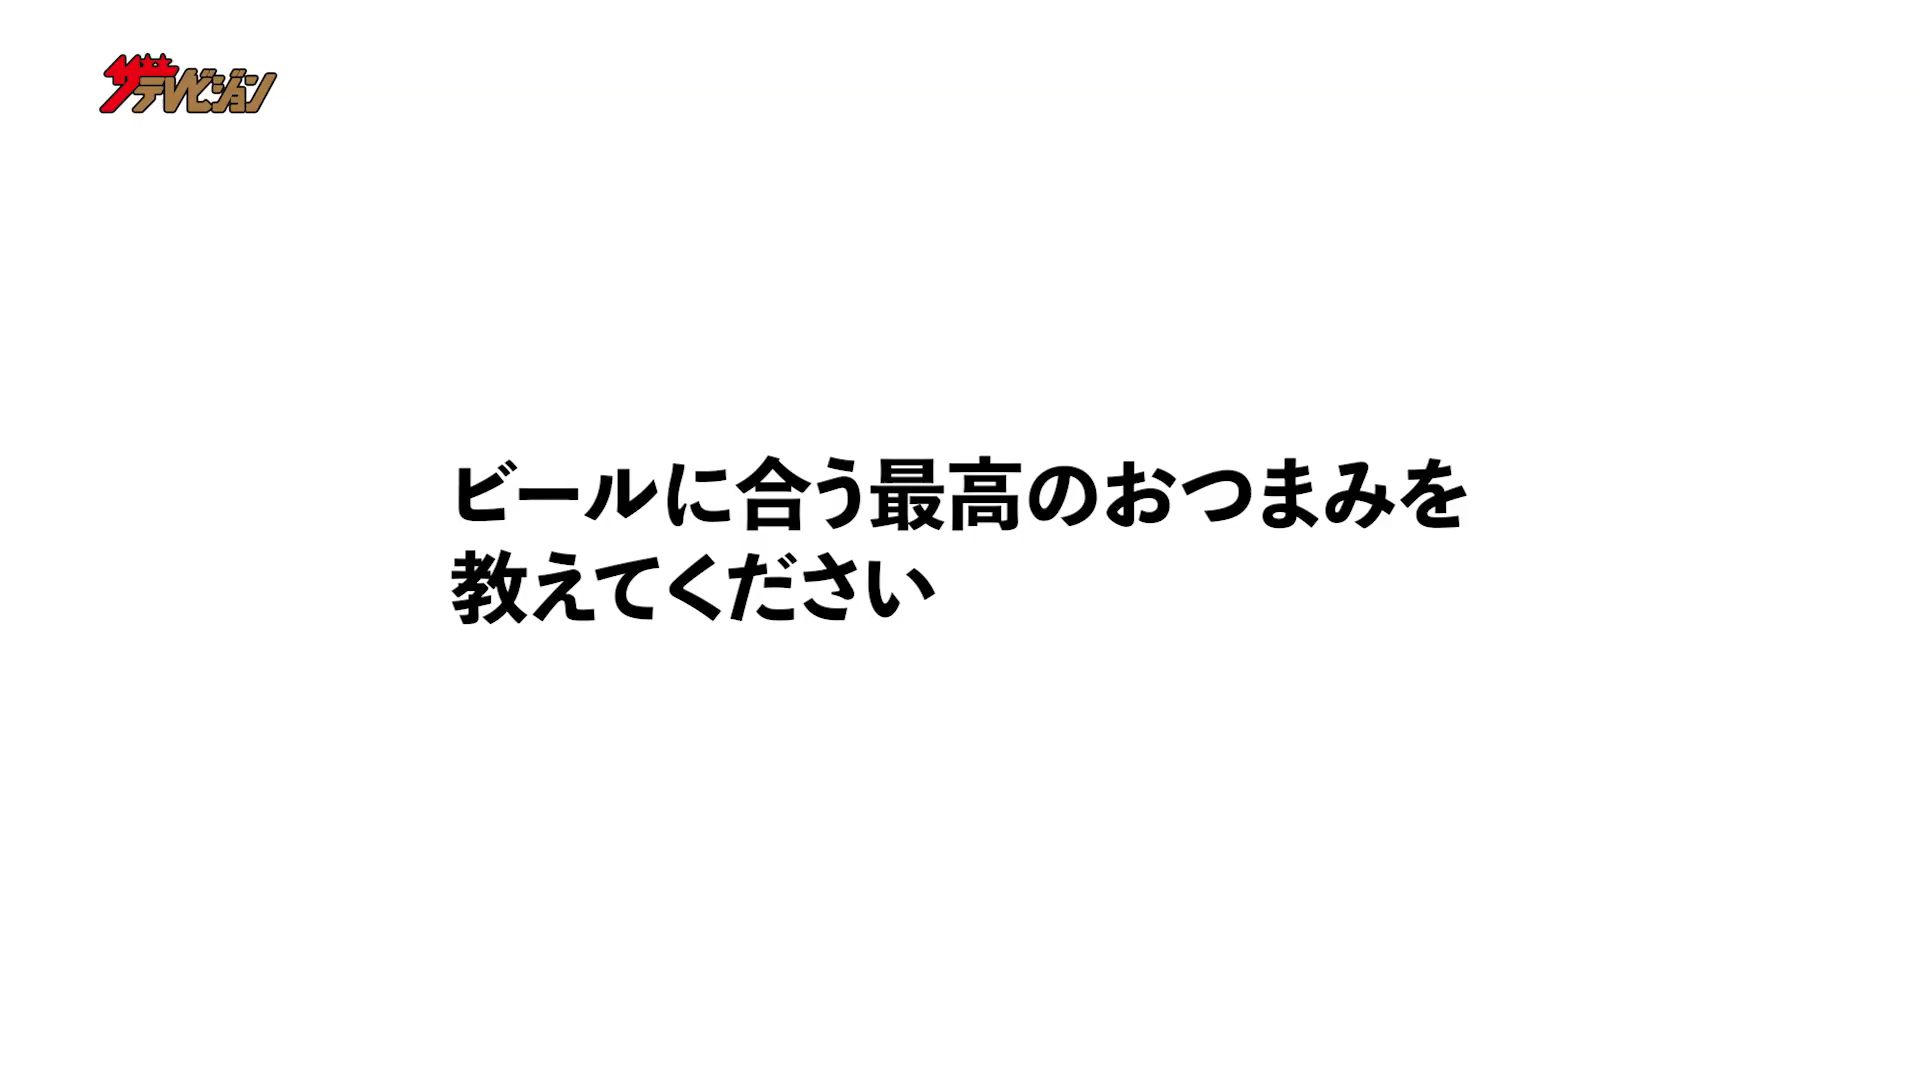 ザテレビジョン
ビールに合う最高のおつまみを
教えてください